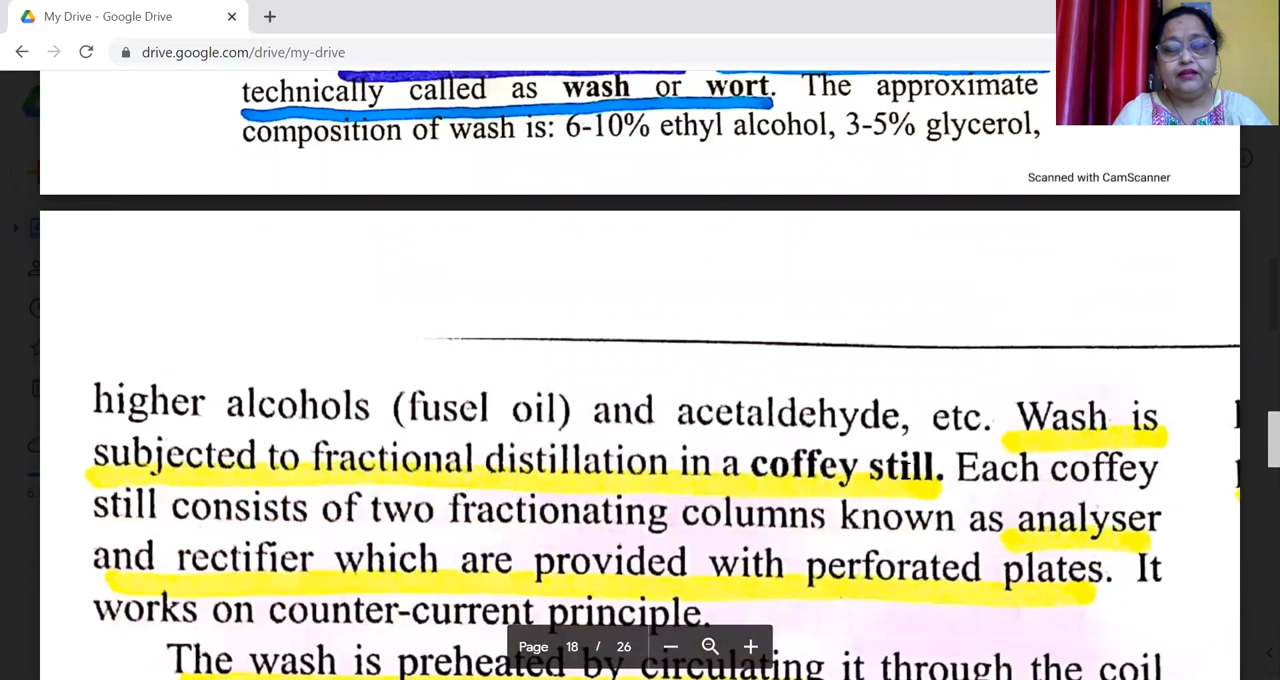 My Drive - Google Drive
drive.google.com/drive/my-drive
technically called as wash or wort. The approximate
composition of wash is: 6-10% ethyl alcohol, 3-5% glycerol,
Scanned with CamScanner
higher alcohols (fusel oil) and acetaldehyde, etc. Wash is
subjected to fractional distillation in a coffey still. Each coffey
still consists of two fractionating columns known as analyser
and rectifier which are provided with perforated plates. It
works on counter-current principle.
The wash is preheated by circulating it through the coil
Page 18 / 26